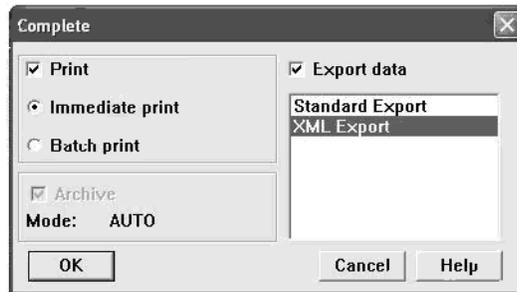 Complete
Print
Immediate print
Batch print
Archive
Mode: AUTO
Export data
Standard Export
XML Export
OK
Cancel
Help